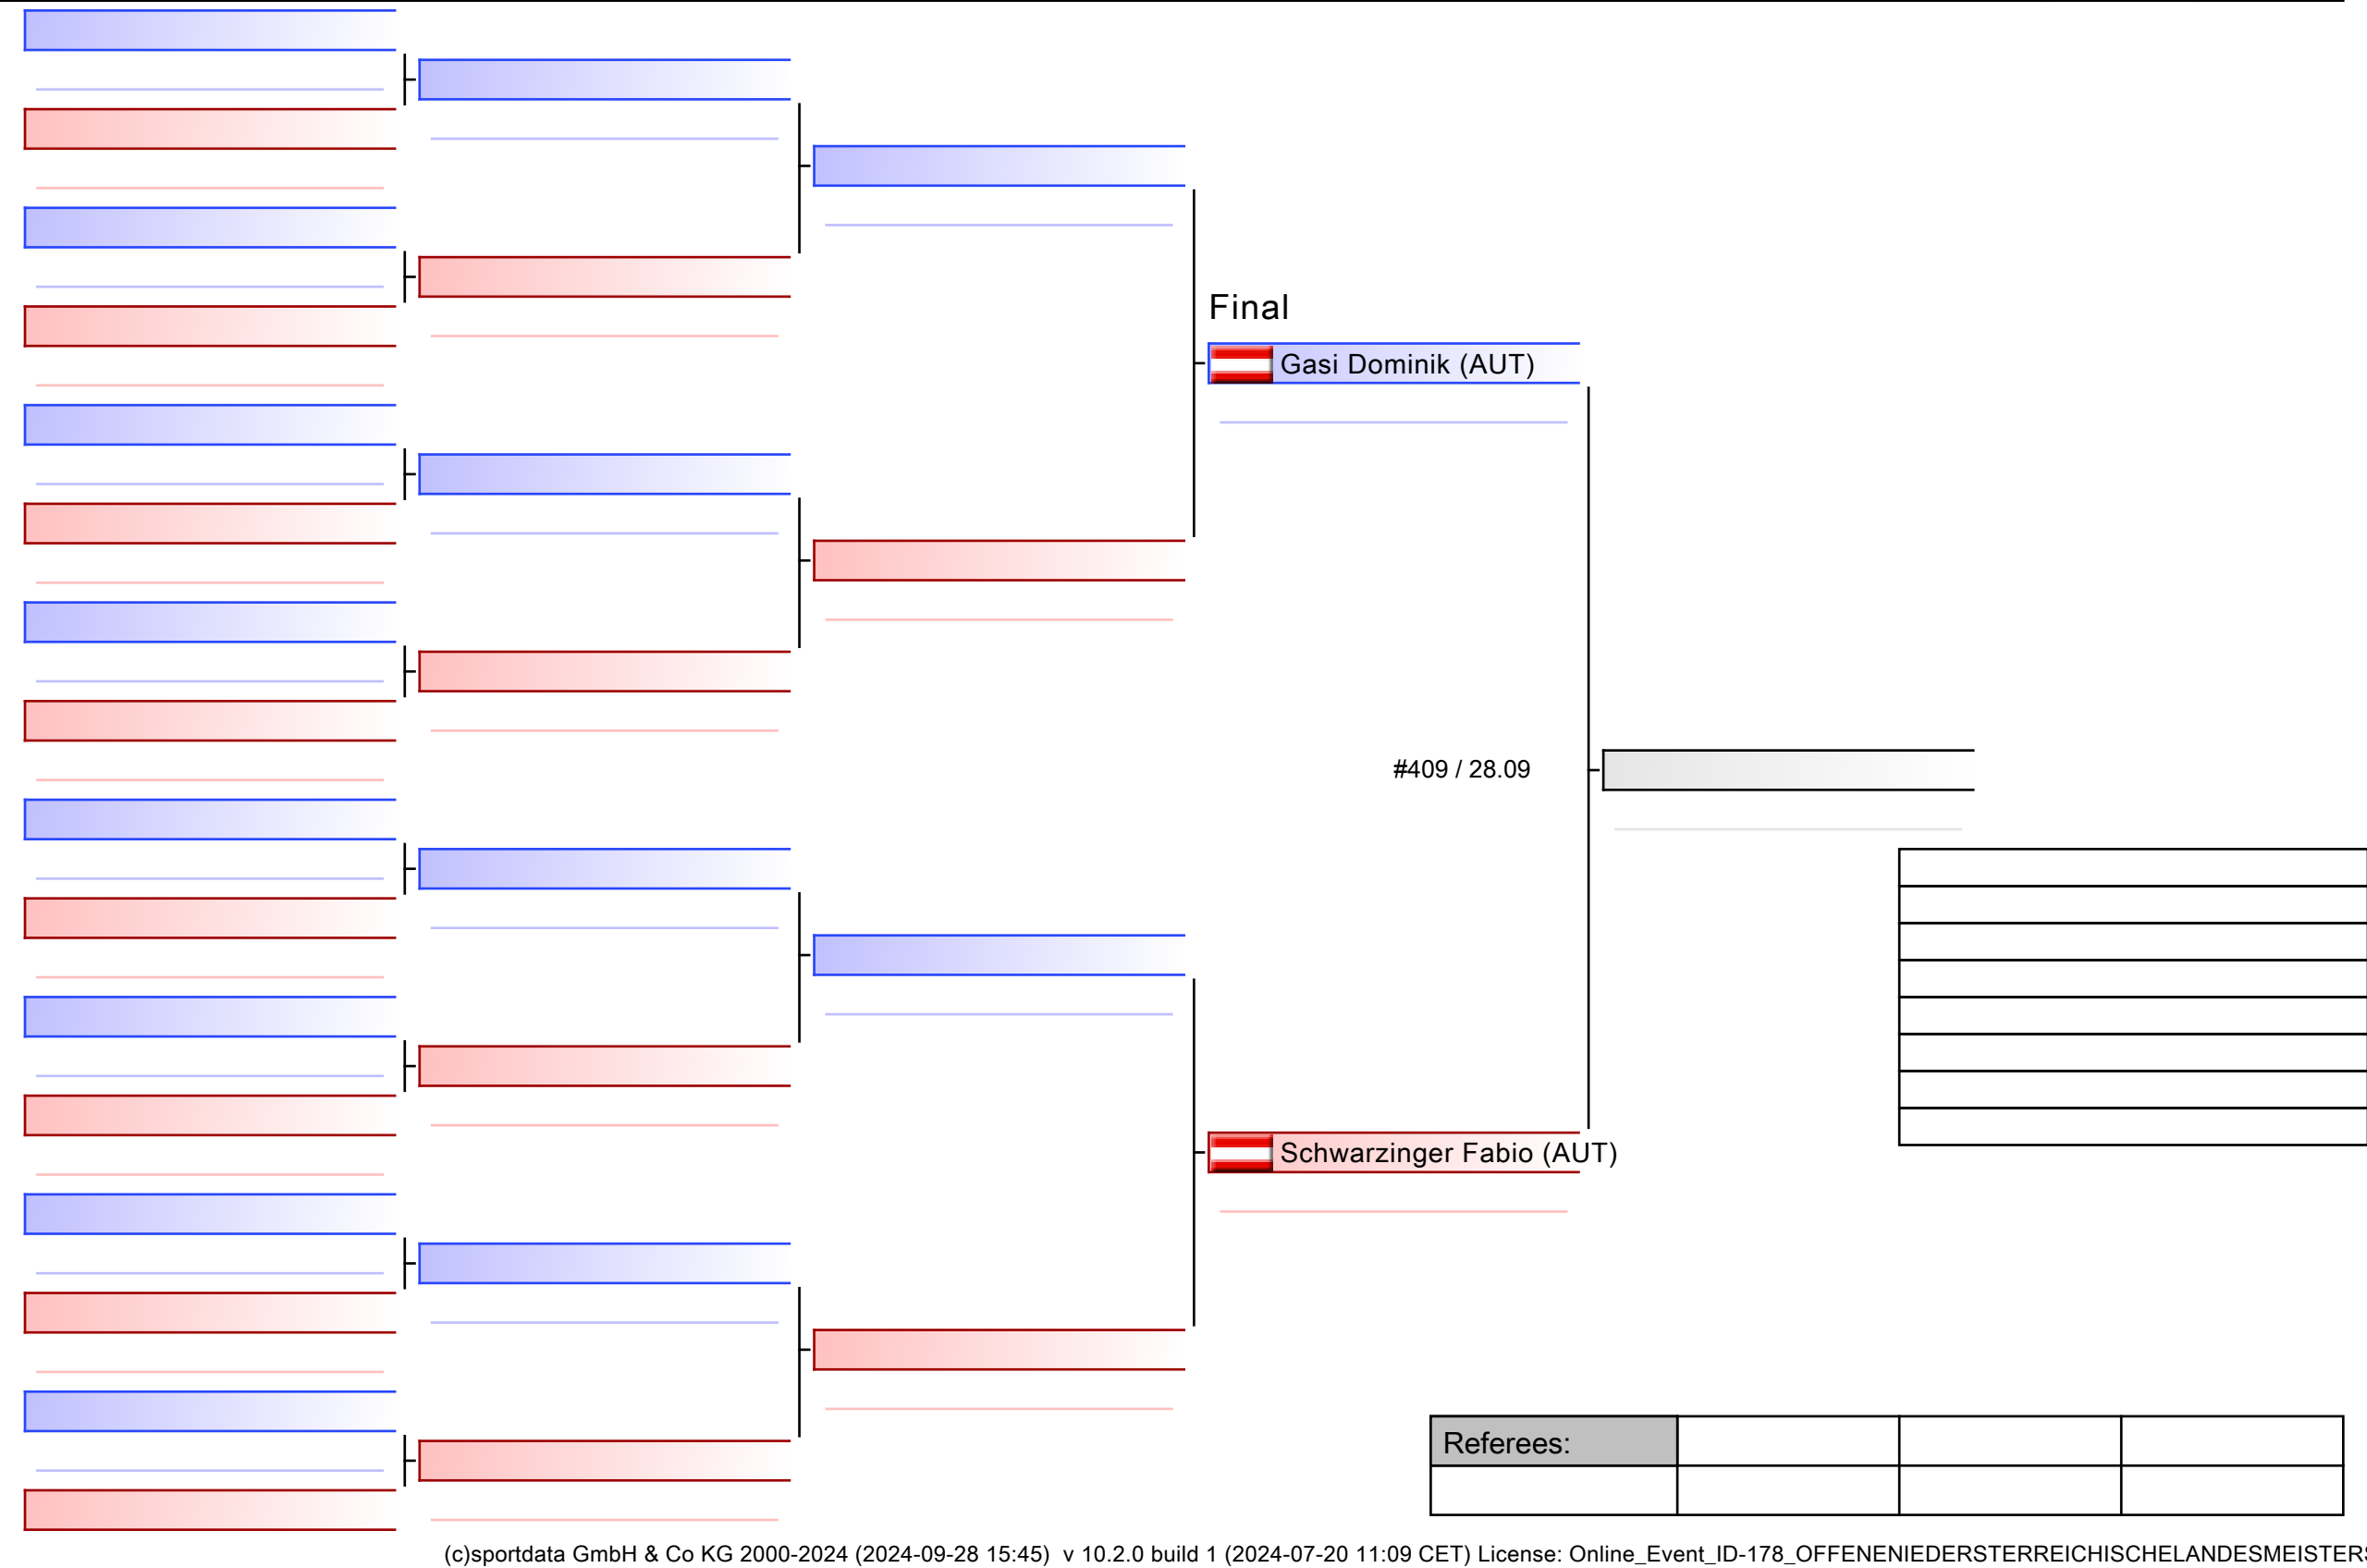 Final
Gasi Dominik (AUT)
#409 / 28.09
Schwarzinger Fabio (AUT)
Referees:
(c)sportdata GmbH & Co KG 2000-2024 (2024-09-28 15:45) v 10.2.0 build 1 (2024-07-20 11:09 CET) License: Online_Event_ID-178_OFFENENIEDERSTERREICHISCHELANDESMEISTERS